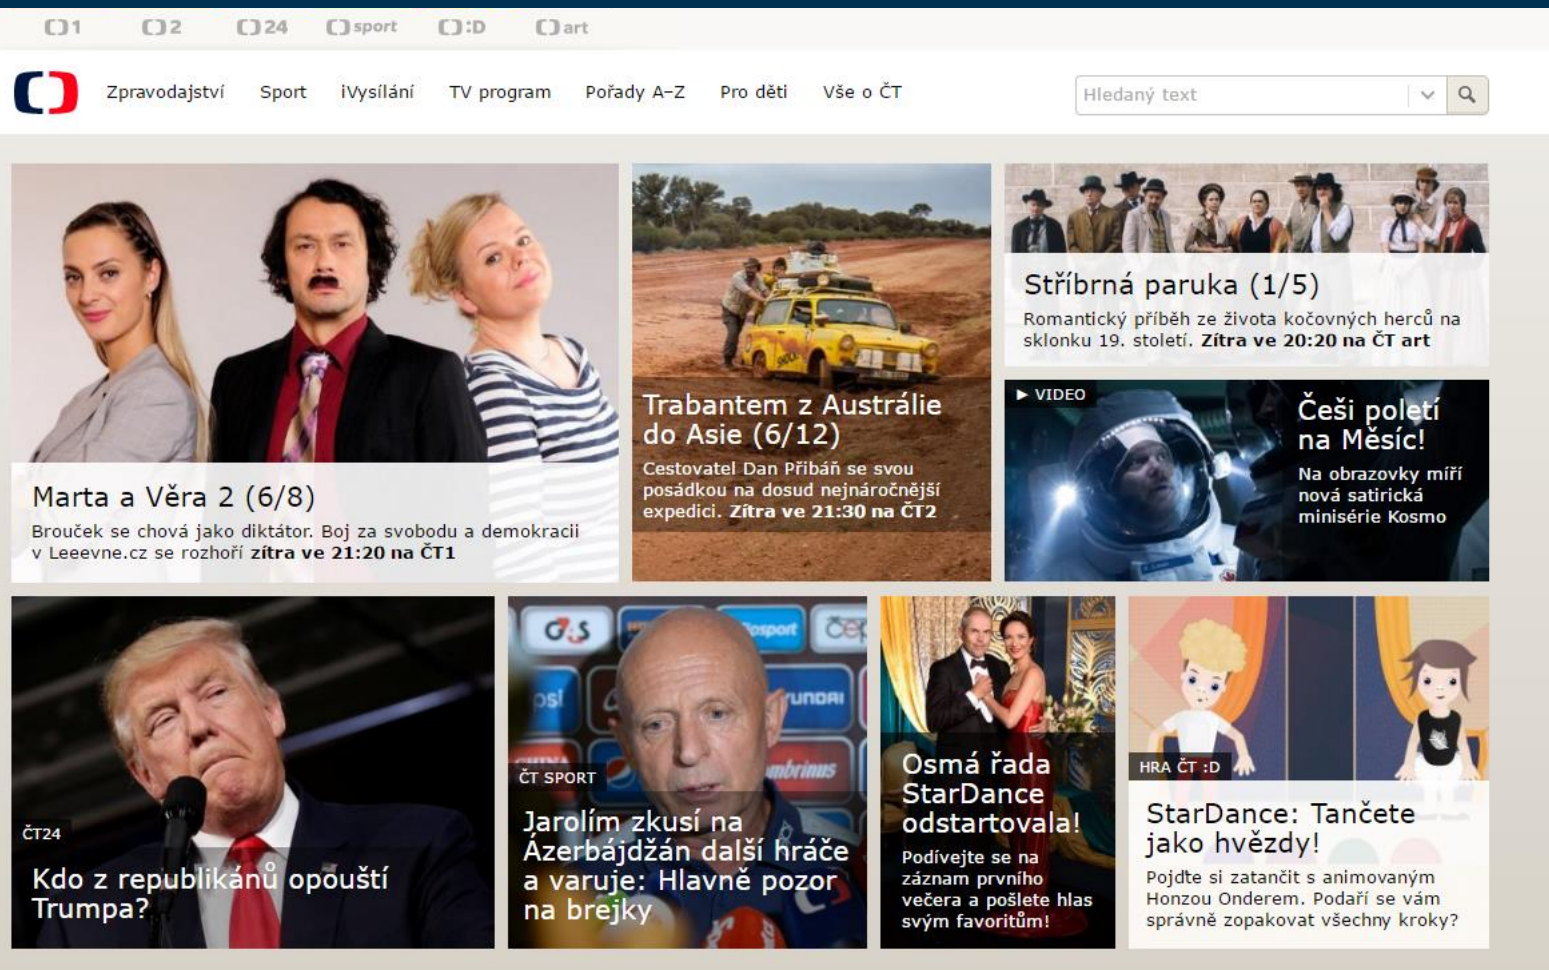 1
2
24
sport
:D
art
Zpravodajství
Sport
iVysílání
TV program
Pořady A–Z
Pro děti
Vše o ČT
Hledaný text
Marta a Věra 2 (6/8)
Brouček se chová jako diktátor. Boj za svobodu a demokracii
v Leeevne.cz se rozhoří zítra ve 21:20 na ČT1
Trabantem z Austrálie
do Asie (6/12)
Cestovatel Dan Přibáň se svou
posádkou na dosud nejnáročnější
expedici. Zítra ve 21:30 na ČT2
Stříbrná paruka (1/5)
Romantický příběh ze života kočovných herců na
sklonku 19. století. Zítra ve 20:20 na ČT art
► VIDEO
Češi poletí
na Měsíc!
Na obrazovky míří
nová satirická
minisérie Kosmo
ČT24
Kdo z republikánů opouští
Trumpa?
G4S
ČT SPORT
Jarolím zkusí na
Ázerbájdžán další hráče
a varuje: Hlavně pozor
na brejky
Osmá řada
StarDance
odstartovala!
Podívejte se na
záznam prvního
večera a pošlete hlas
svým favoritům!
HRA ČT :D
StarDance: Tančete
jako hvězdy!
Pojďte si zatančit s animovaným
Honzou Onderem. Podaří se vám
správně zopakovat všechny kroky?